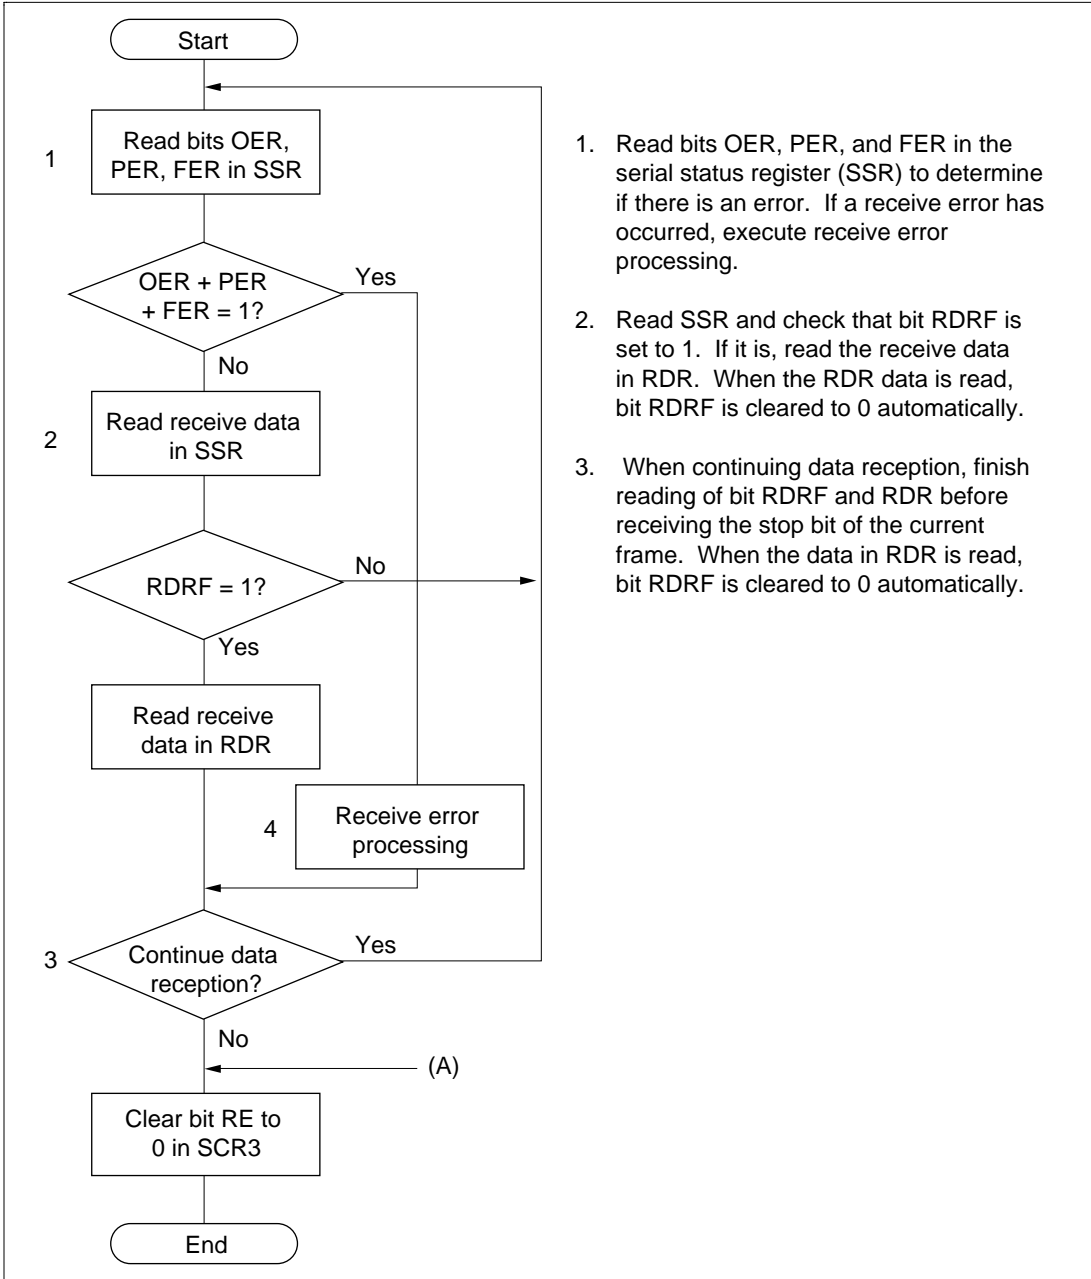 Start
1
Read bits OER,
PER, FER in SSR
OER + PER
+ FER = 1?
Yes
No
2
Read receive data
in SSR
RDRF = 1?
No
Yes
Read receive
data in RDR
4
Receive error
processing
3
Continue data
reception?
Yes
No
(A)
Clear bit RE to
0 in SCR3
End
1. Read bits OER, PER, and FER in the
serial status register (SSR) to determine
if there is an error. If a receive error has
occurred, execute receive error
processing.
2. Read SSR and check that bit RDRF is
set to 1. If it is, read the receive data
in RDR. When the RDR data is read,
bit RDRF is cleared to 0 automatically.
3. When continuing data reception, finish
reading of bit RDRF and RDR before
receiving the stop bit of the current
frame. When the data in RDR is read,
bit RDRF is cleared to 0 automatically.